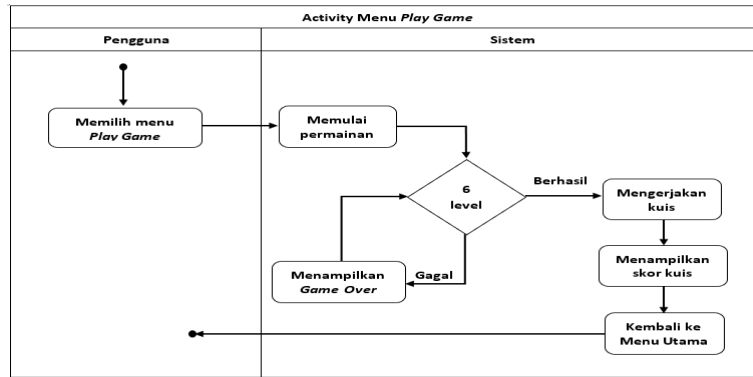 Activity Menu Play Game
Pengguna
Sistem
Memilih menu
Play Game
Memulai
permainan
6
level
Berhasil
Mengerjakan
kuis
Menampilkan
skor kuis
Gagal
Menampilkan
Game Over
Kembali ke
Menu Utama